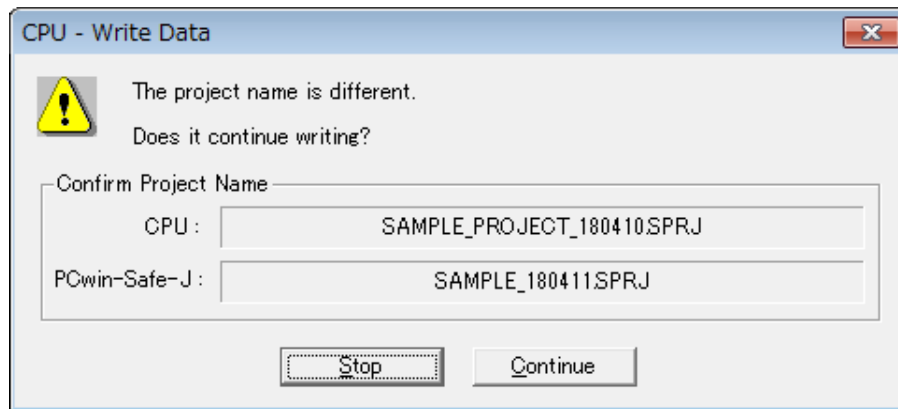 CPU - Write Data
The project name is different.
Does it continue writing?
Confirm Project Name
CPU : SAMPLE_PROJECT_180410.SPRJ
PCwin-Safe-J : SAMPLE_180411.SPRJ
Stop Continue